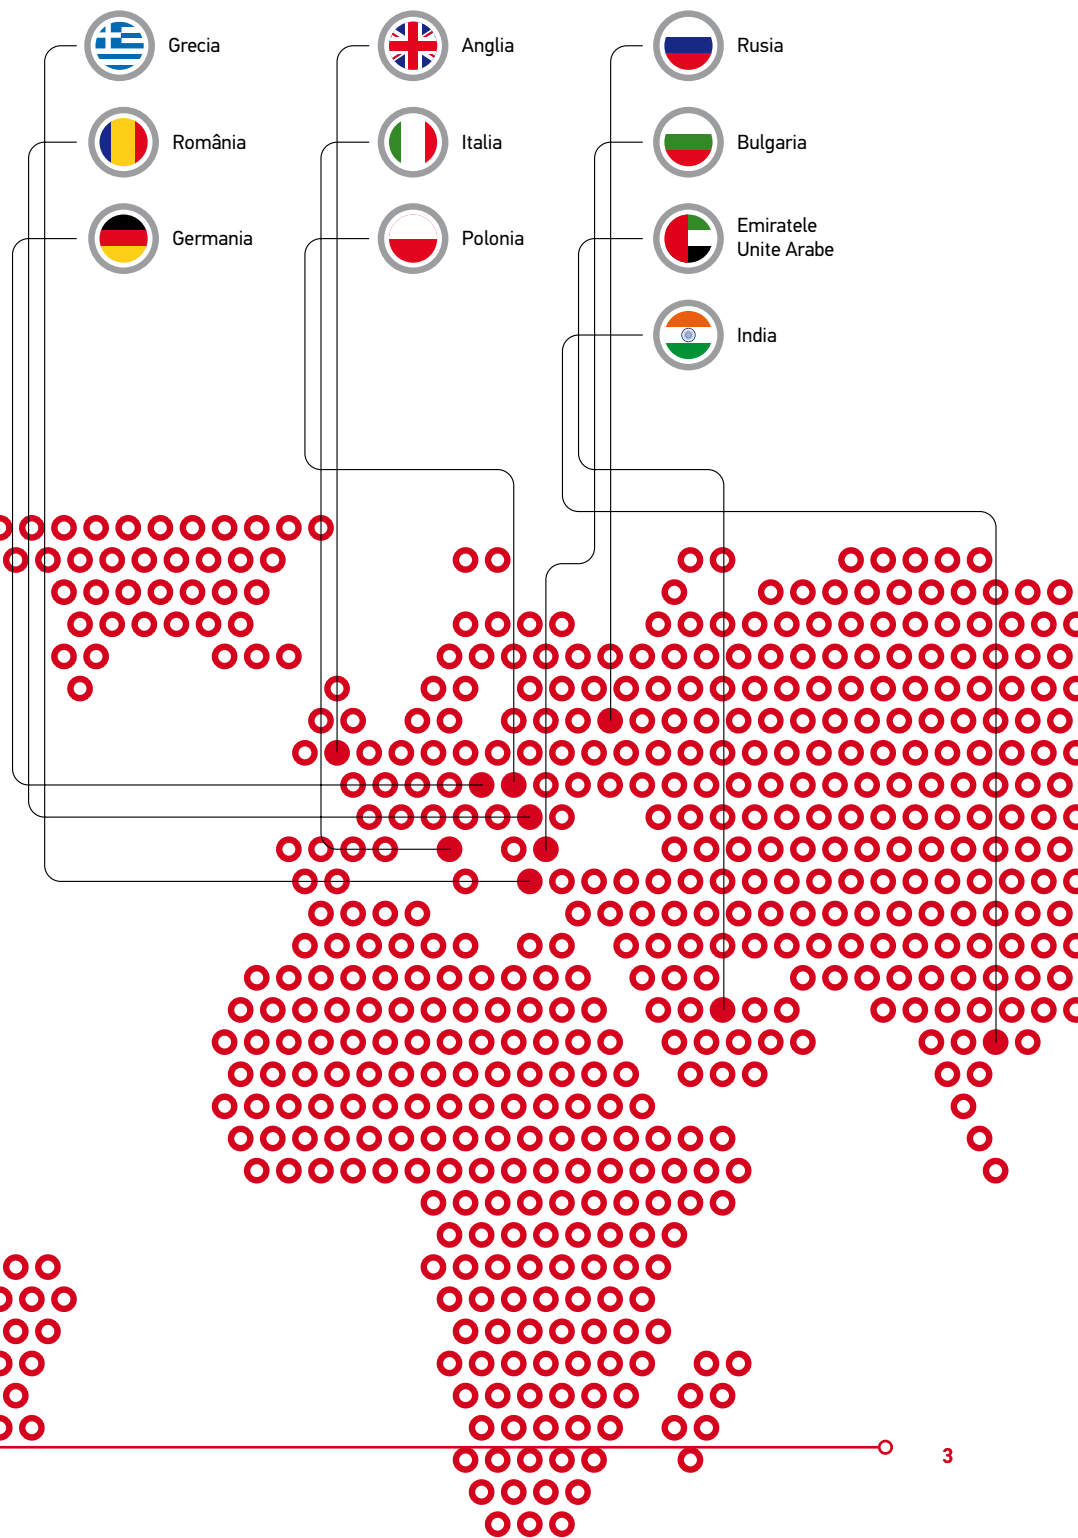 Grecia
România
Germania
Anglia
Italia
Polonia
Rusia
Bulgaria
Emiratele
Unite Arabe
India
3